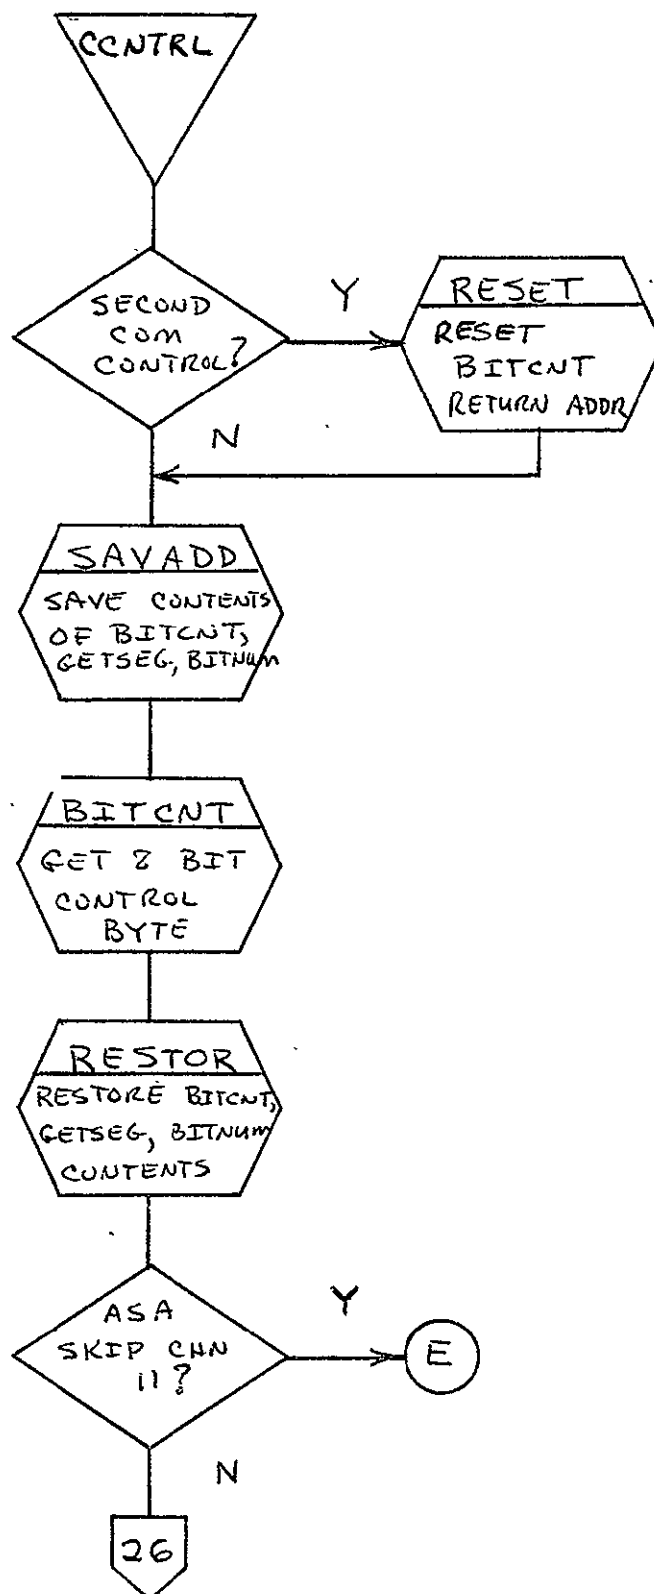 CCNTRL
SECOND
COM
CONTROL?
Y
N
RESET
RESET
BITCNT
RETURN ADDR
SAVADD
SAVE CONTENTS
OF BITCNT,
GETSEG, BITNUM
BITCNT
GET 8 BIT
CONTROL
BYTE
RESTOR
RESTORE BITCNT,
GETSEG, BITNUM
CONTENTS
ASA
SKIP CHN
11?
Y
E
N
26